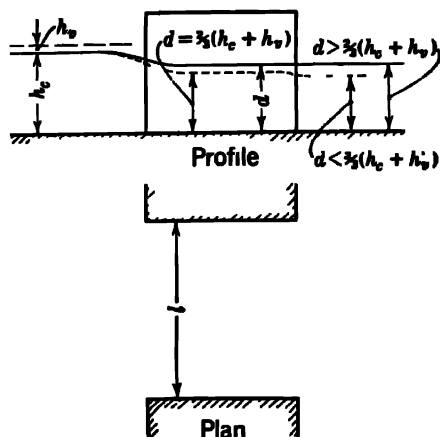 h_v
d = ⅔(h_c + h_v)
d > ⅔(h_c + h_v)
h_c
d
d < ⅔(h_c + h_v)
Profile
Plan